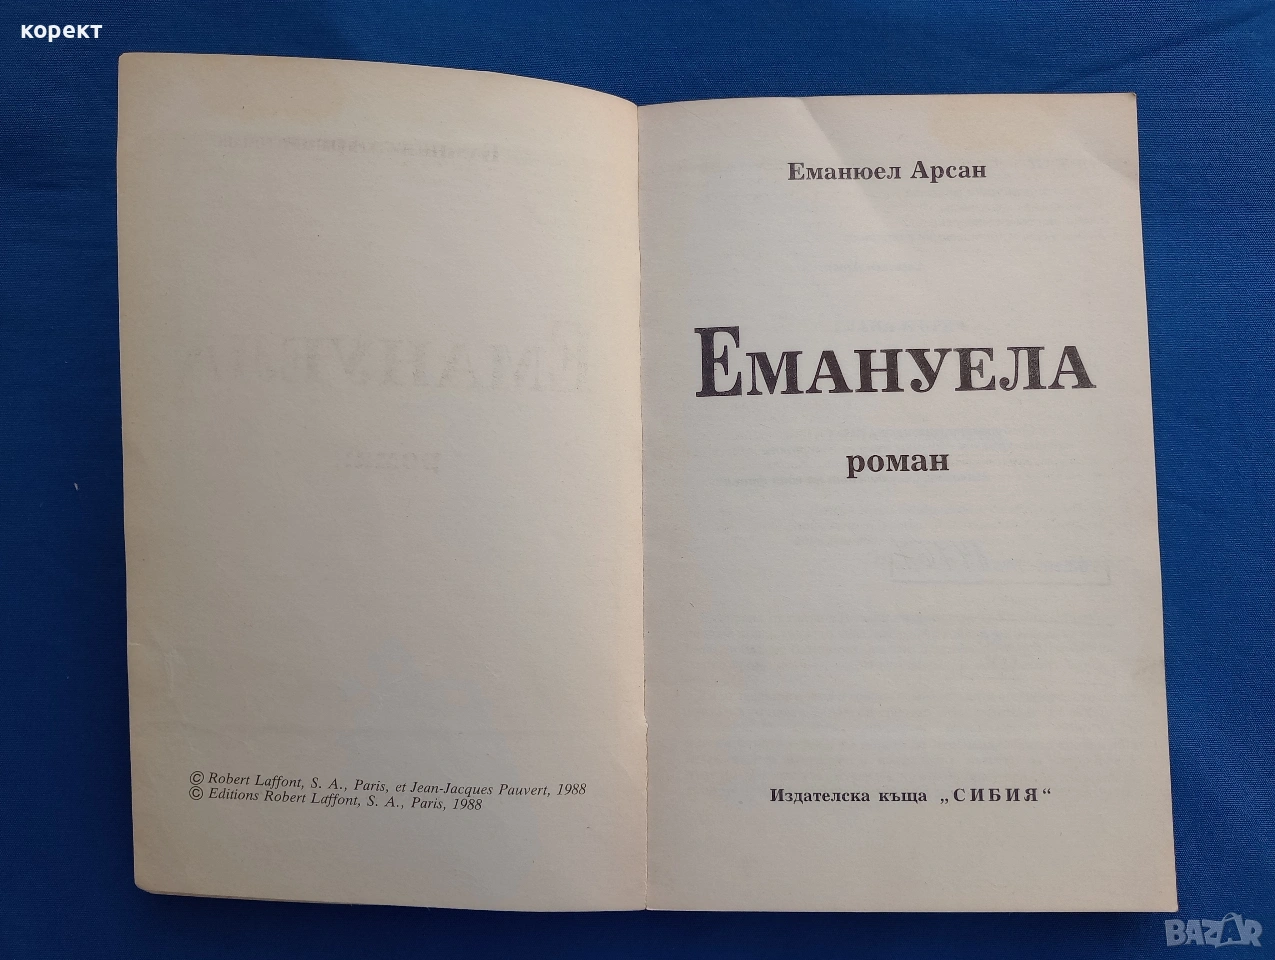 корект
© Robert Laffont, S. A., Paris, et Jean-Jacques Pauvert, 1988
© Editions Robert Laffont, S. A., Paris, 1988
Еманюел Арсан
ЕМАНУЕЛА
роман
Издателска къща „СИБИЯ“
BAZAR